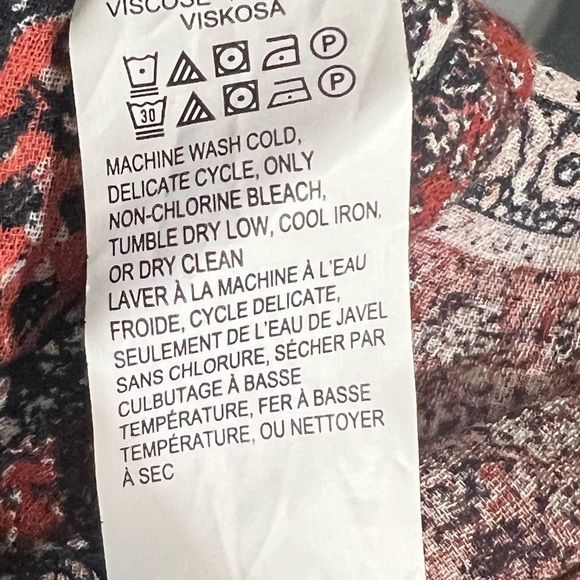 VISCOSE
VISKOSA
P
30 P
MACHINE WASH COLD,
DELICATE CYCLE, ONLY
NON-CHLORINE BLEACH,
TUMBLE DRY LOW, COOL IRON,
OR DRY CLEAN
LAVER À LA MACHINE À L'EAU
FROIDE, CYCLE DELICATE,
SEULEMENT DE L'EAU DE JAVEL
SANS CHLORURE, SÉCHER PAR
CULBUTAGE À BASSE
TEMPÉRATURE, FER À BASSE
TEMPÉRATURE, OU NETTOYER
À SEC